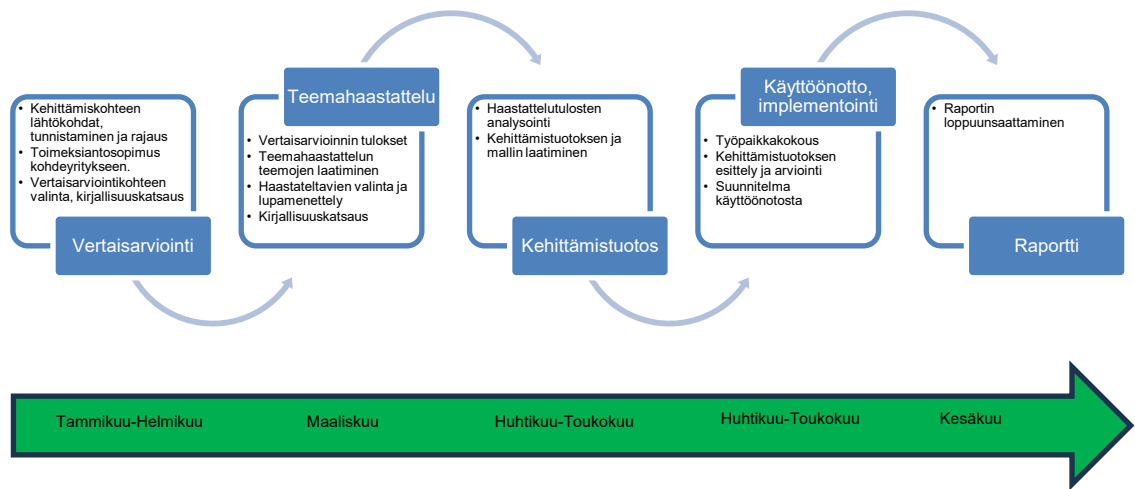 • Kehittämiskohteen
lähtökohdat,
tunnistaminen ja rajaus
• Toimeksiantosopimus
kohdeyritykseen.
• Vertaisarviointikohteen
valinta, kirjallisuuskatsaus
Vertaisarviointi
Teemahaastattelu
• Vertaisarvioinnin tulokset
• Teemahaastattelun
teemojen laatiminen
• Haastateltavien valinta ja
lupamenettely
• Kirjallisuuskatsaus
• Haastattelutulosten
analysointi
• Kehittämistuotoksen ja
mallin laatiminen
Kehittämistuotos
Käyttöönotto,
implementointi
• Työpaikkakokous
• Kehittämistuotoksen
esittely ja arviointi
• Suunnitelma
käyttöönotosta
• Raportin
loppuunsaattaminen
Raportti
Tammikuu-Helmikuu
Maaliskuu
Huhtikuu-Toukokuu
Huhtikuu-Toukokuu
Kesäkuu